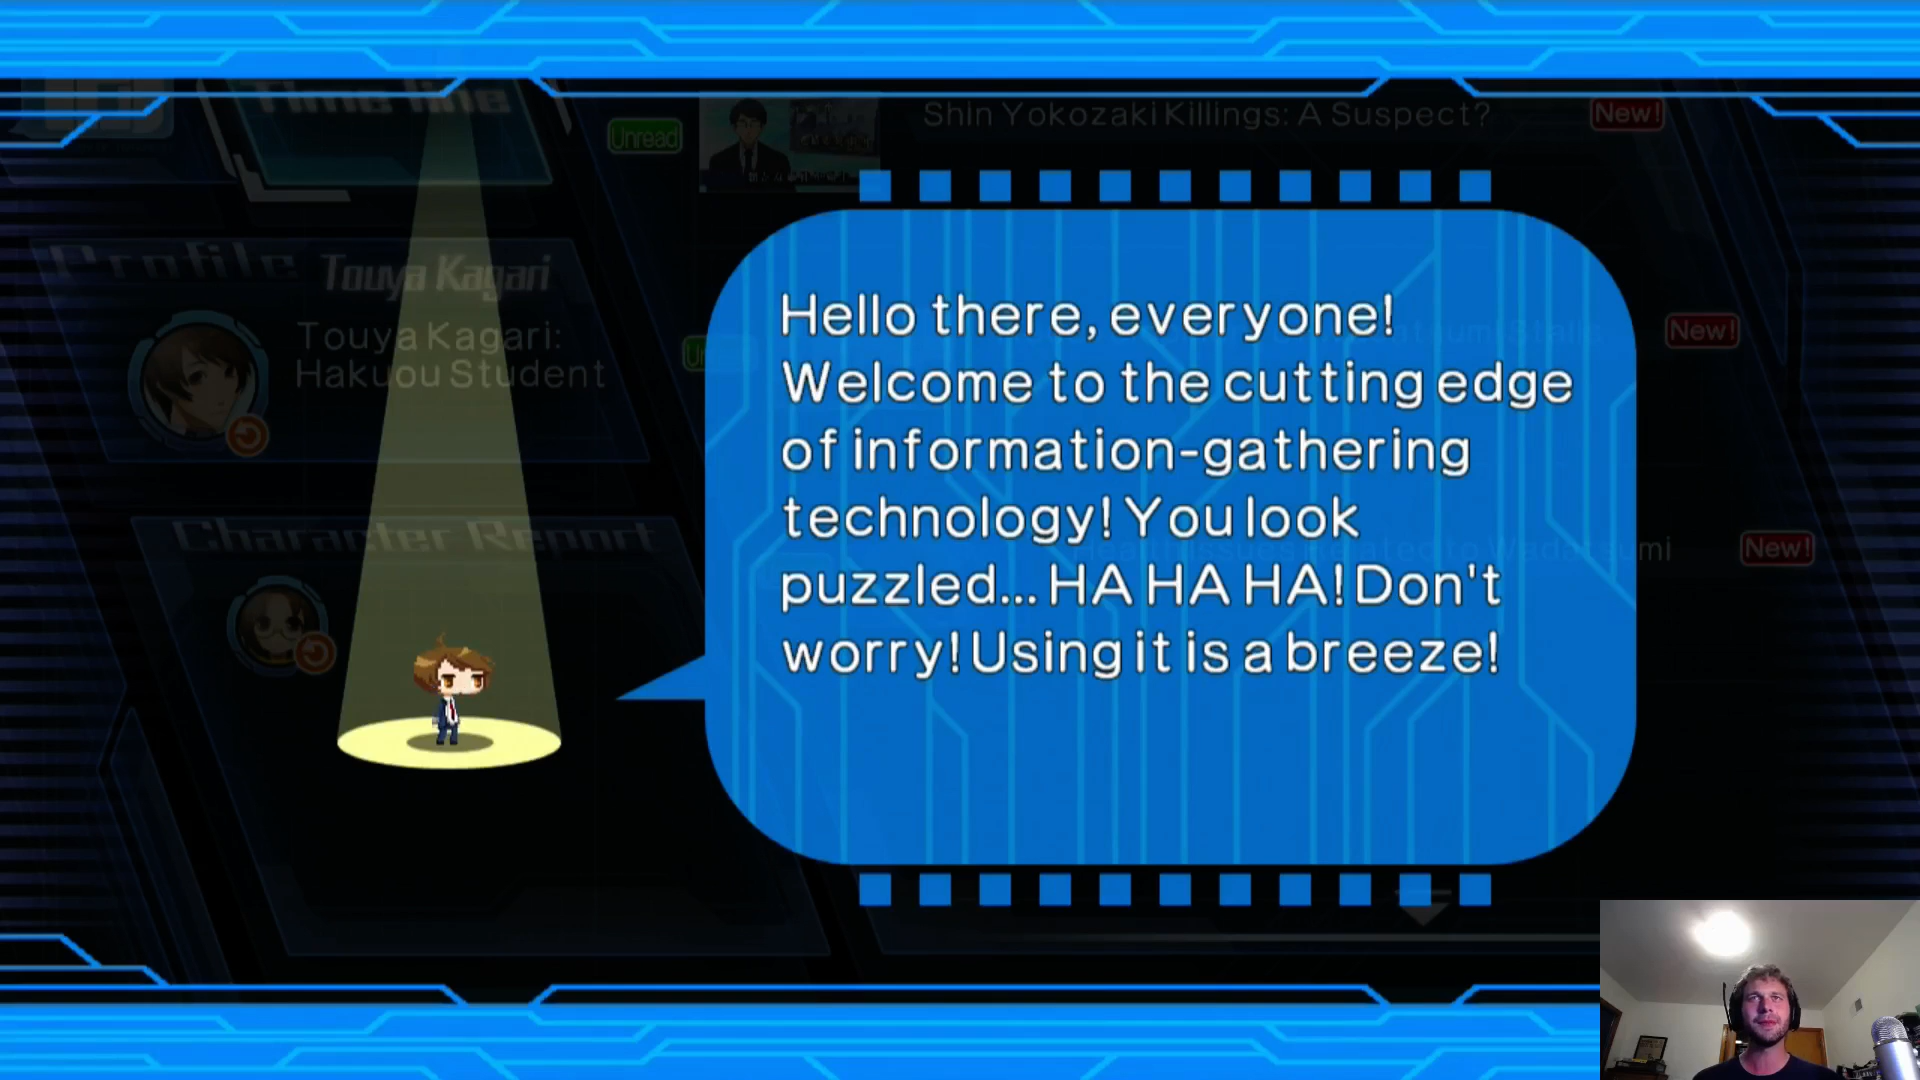 Time line
Unread
Shin Yokozaki Killings: A Suspect?
New!
Profile
Touya Kagari
Touya Kagari:
Hakuou Student
New!
Character Report
New!
Hello there, everyone!
Welcome to the cutting edge
of information-gathering
technology! You look
puzzled... HA HA HA! Don't
worry! Using it is a breeze!